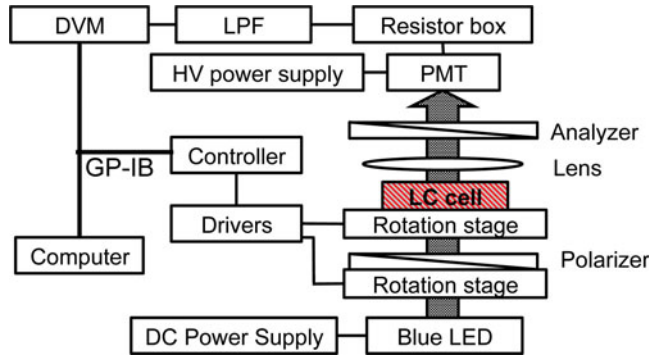 DVM
LPF
Resistor box
HV power supply
PMT
Analyzer
GP-IB
Controller
Lens
LC cell
Drivers
Rotation stage
Computer
Polarizer
Rotation stage
DC Power Supply
Blue LED